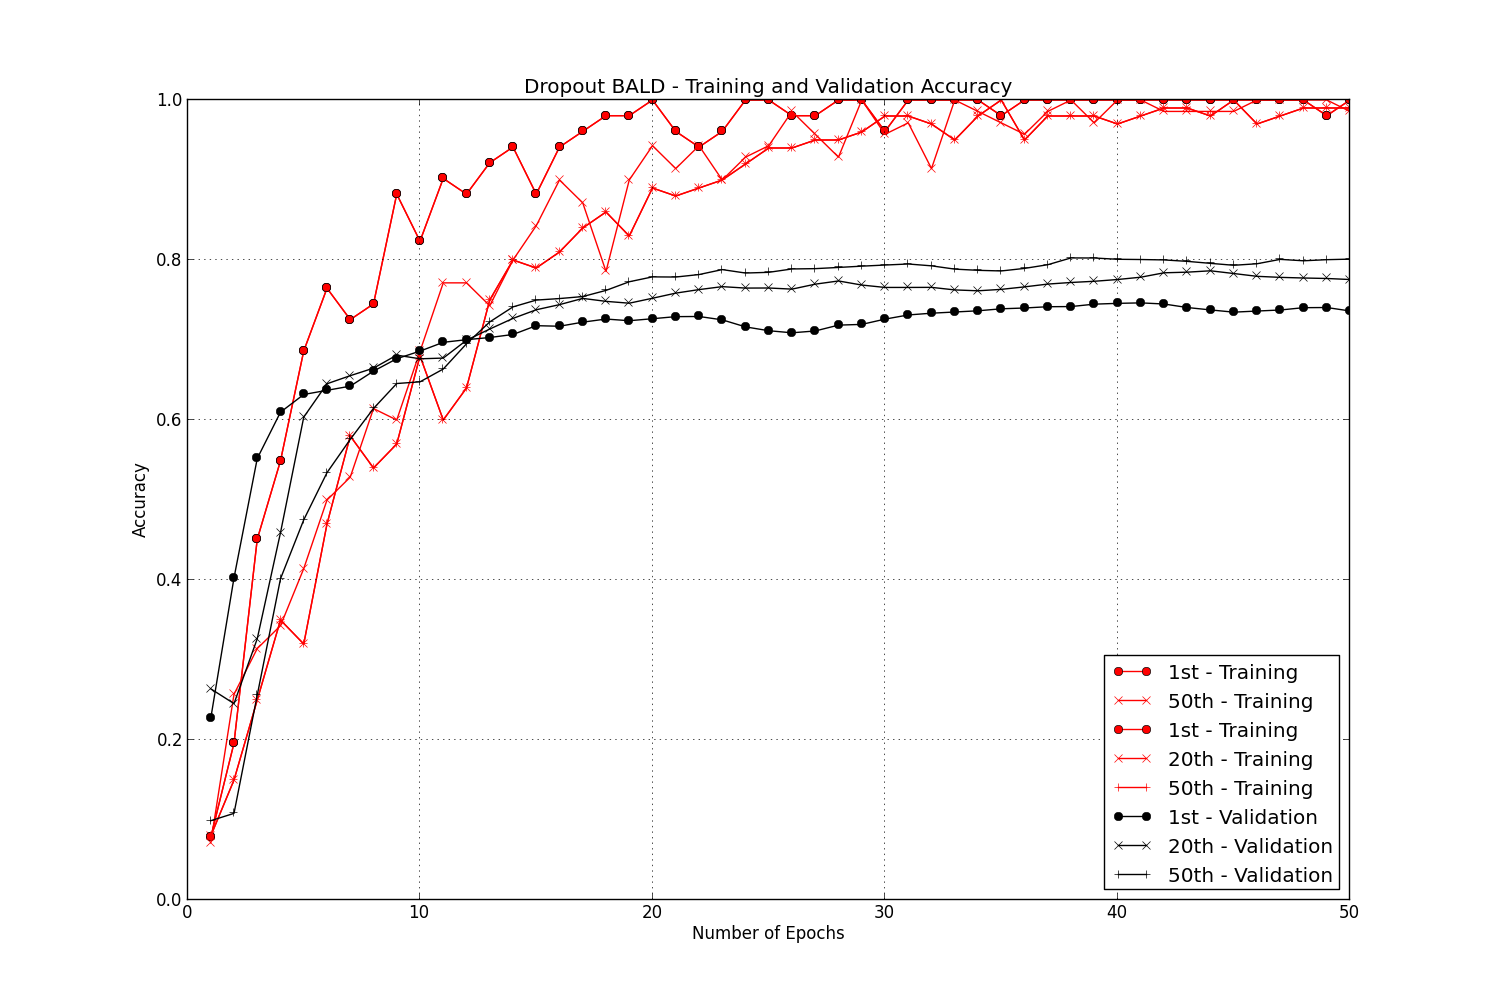 Dropout BALD - Training and Validation Accuracy
1.0
0.8
0.6
0.4
0.2
0.0
Accuracy
0 10 20 30 40 50
Number of Epochs
1st - Training
50th - Training
1st - Training
20th - Training
50th - Training
1st - Validation
20th - Validation
50th - Validation